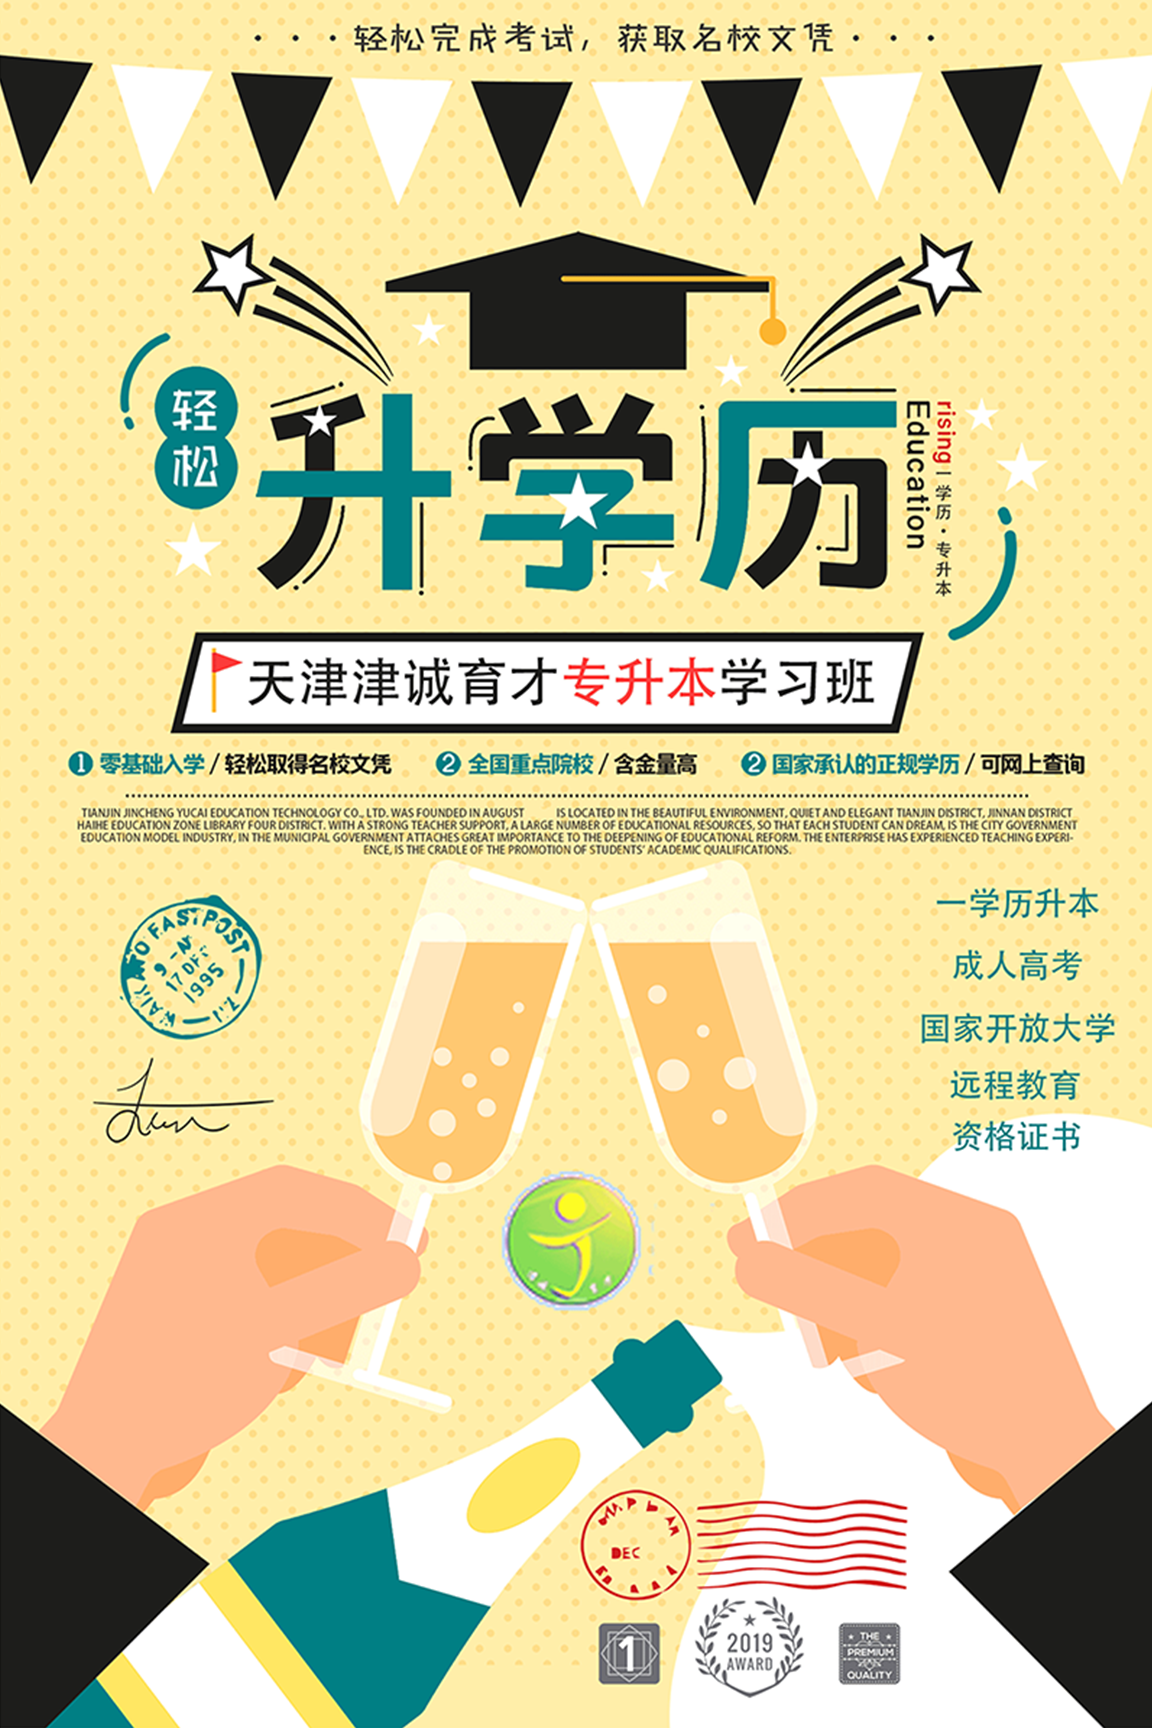 ···轻松完成考试，获取名校文凭···
轻松
升学历
rising | 学历·专升本
Education
天津津诚育才专升本学习班
① 零基础入学 / 轻松取得名校文凭 ② 全国重点院校 / 含金量高 ② 国家承认的正规学历 / 可网上查询
TIANJIN JINCHENG YUCAI EDUCATION TECHNOLOGY CO., LTD. WAS FOUNDED IN AUGUST IS LOCATED IN THE BEAUTIFUL ENVIRONMENT, QUIET AND ELEGANT TIANJIN DISTRICT, JINNAN DISTRICT
HAIHE EDUCATION ZONE LIBRARY FOUR DISTRICT. WITH A STRONG TEACHER SUPPORT, A LARGE NUMBER OF EDUCATIONAL RESOURCES, SO THAT EACH STUDENT CAN DREAM, IS THE CITY GOVERNMENT
EDUCATION MODEL INDUSTRY, IN THE MUNICIPAL GOVERNMENT ATTACHES GREAT IMPORTANCE TO THE DEEPENING OF EDUCATIONAL REFORM. THE ENTERPRISE HAS EXPERIENCED TEACHING EXPERI-
ENCE, IS THE CRADLE OF THE PROMOTION OF STUDENTS' ACADEMIC QUALIFICATIONS.
一学历升本
成人高考
国家开放大学
远程教育
资格证书
FAST POST
1995
DEC
1
2019
AWARD
THE
PREMIUM
QUALITY